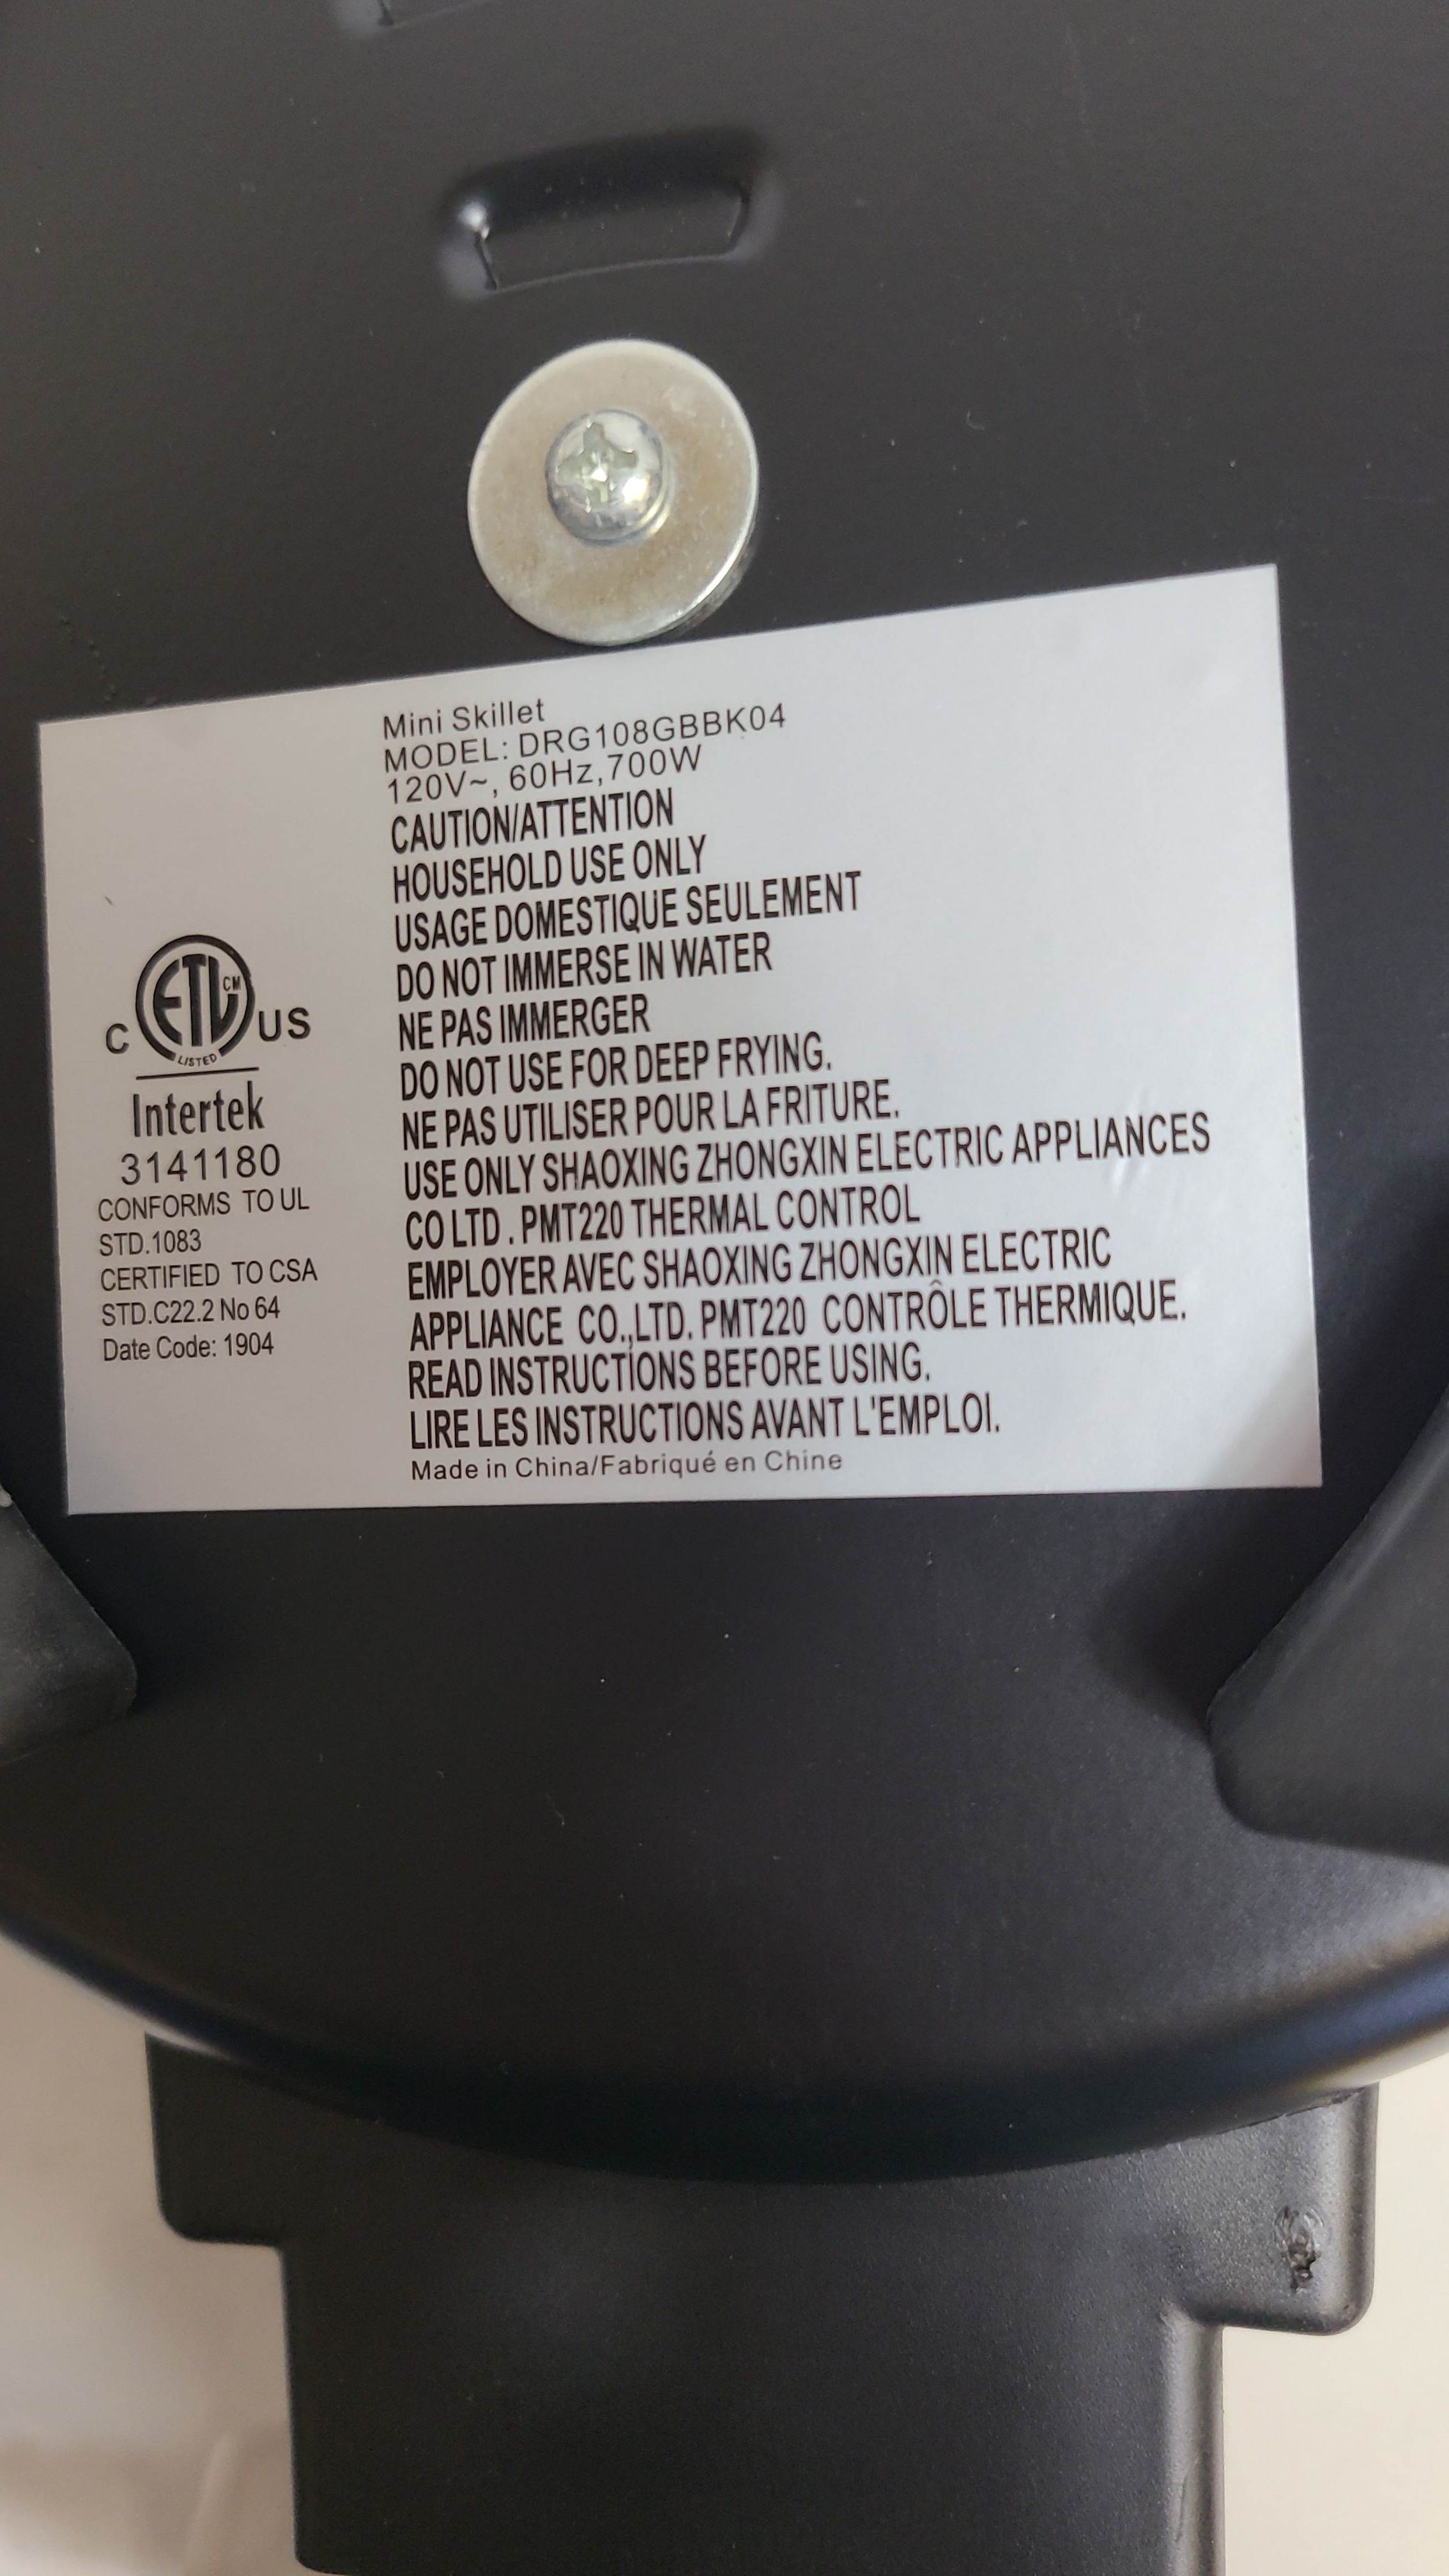 Mini Skillet
MODEL: DRG108GBBK04
120V~, 60Hz,700W
CAUTION/ATTENTION
HOUSEHOLD USE ONLY
USAGE DOMESTIQUE SEULEMENT
DO NOT IMMERSE IN WATER
NE PAS IMMERGER
DO NOT USE FOR DEEP FRYING.
NE PAS UTILISER POUR LA FRITURE.
USE ONLY SHAOXING ZHONGXIN ELECTRIC APPLIANCES
CO LTD . PMT220 THERMAL CONTROL
EMPLOYER AVEC SHAOXING ZHONGXIN ELECTRIC
APPLIANCE CO.,LTD. PMT220 CONTRÔLE THERMIQUE.
READ INSTRUCTIONS BEFORE USING.
LIRE LES INSTRUCTIONS AVANT L'EMPLOI.
Made in China/Fabriqué en Chine
C ETL CM US
LISTED
Intertek
3141180
CONFORMS TO UL
STD.1083
CERTIFIED TO CSA
STD.C22.2 No 64
Date Code: 1904